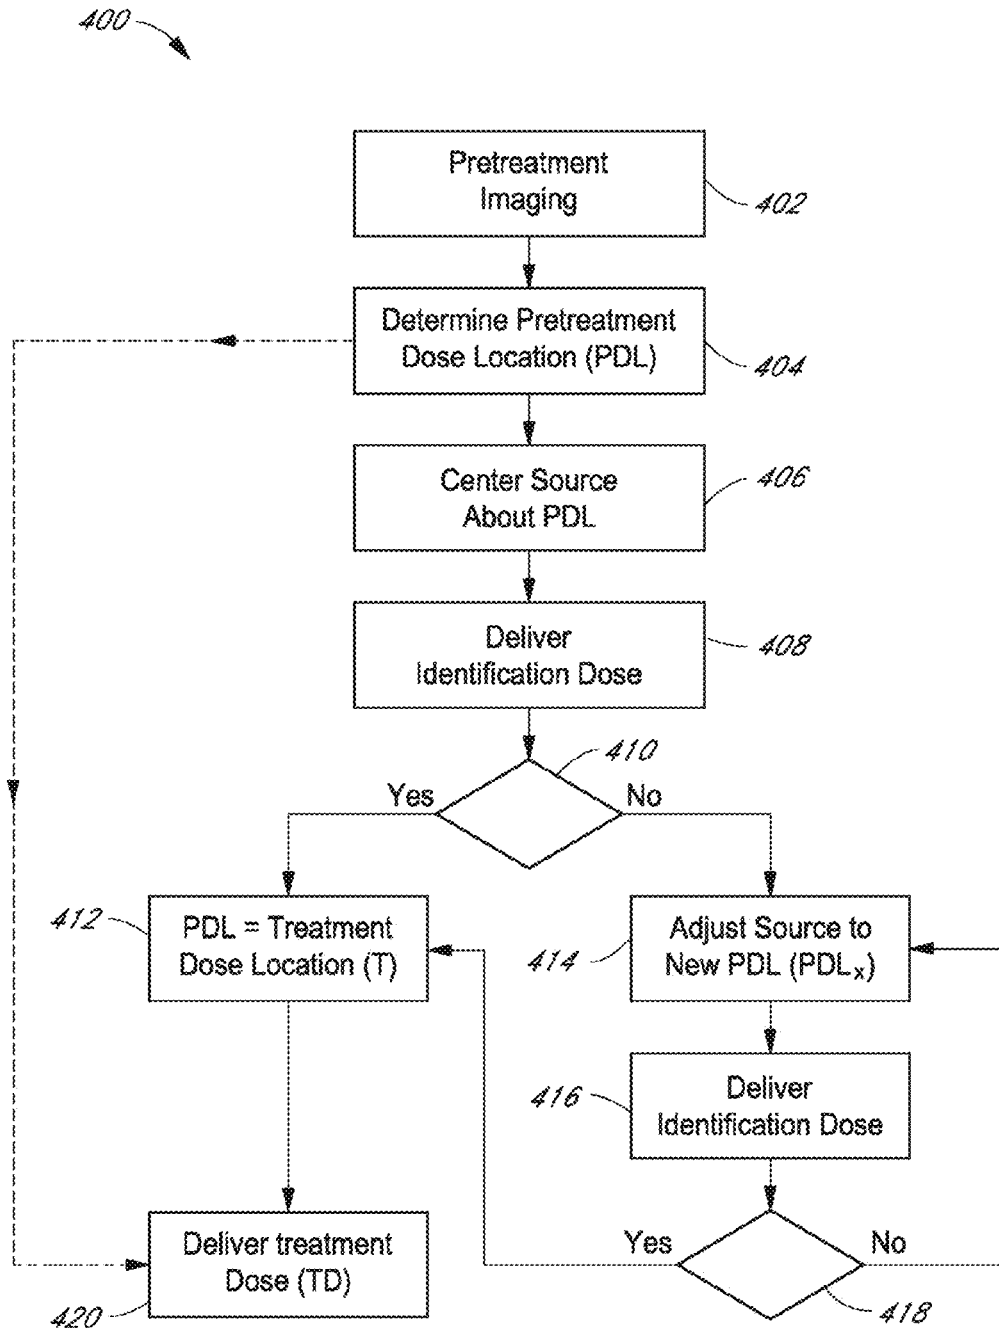 400
Pretreatment
Imaging
402
Determine Pretreatment
Dose Location (PDL)
404
Center Source
About PDL
406
Deliver
Identification Dose
408
410
Yes
No
412
PDL = Treatment
Dose Location (T)
414
Adjust Source to
New PDL (PDLₓ)
416
Deliver
Identification Dose
Yes
No
418
Deliver treatment
Dose (TD)
420